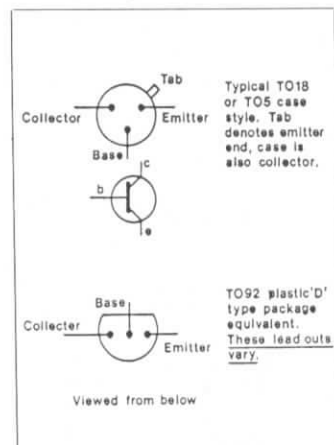 Tab
Collector
Emitter
Base
Typical TO18
or TO5 case
style. Tab
denotes emitter
end, case is
also collector.
c
b
e
Base
Collecter
Emitter
TO92 plastic 'D'
type package
equivalent.
These lead outs
vary.
Viewed from below